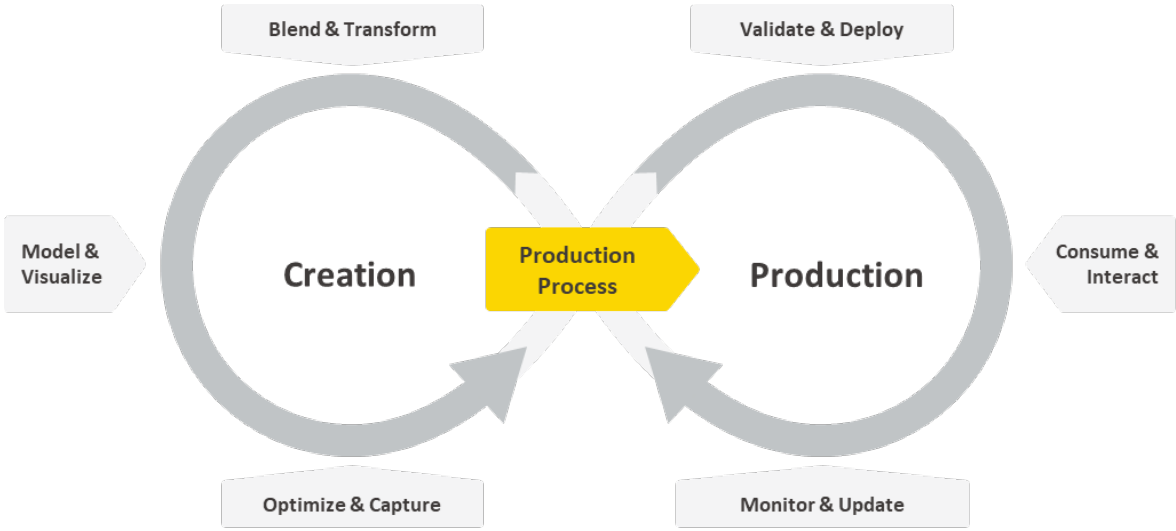 Blend & Transform
Validate & Deploy
Model &
Visualize
Creation
Production
Process
Production
Consume &
Interact
Optimize & Capture
Monitor & Update